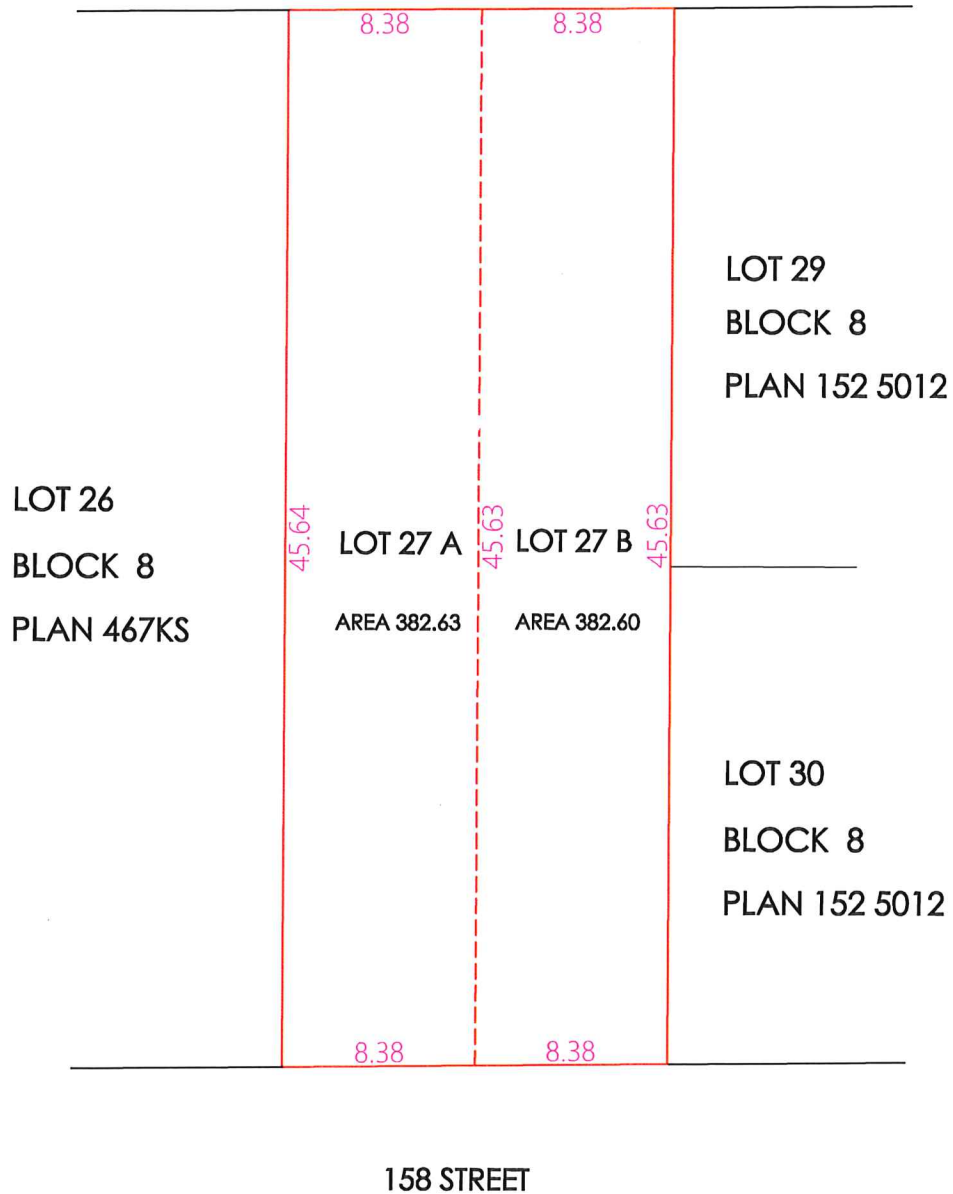 8.38
8.38
LOT 29
BLOCK 8
PLAN 152 5012
LOT 26
BLOCK 8
PLAN 467KS
45.64
LOT 27 A
AREA 382.63
45.63
LOT 27 B
AREA 382.60
45.63
LOT 30
BLOCK 8
PLAN 152 5012
8.38
8.38
158 STREET